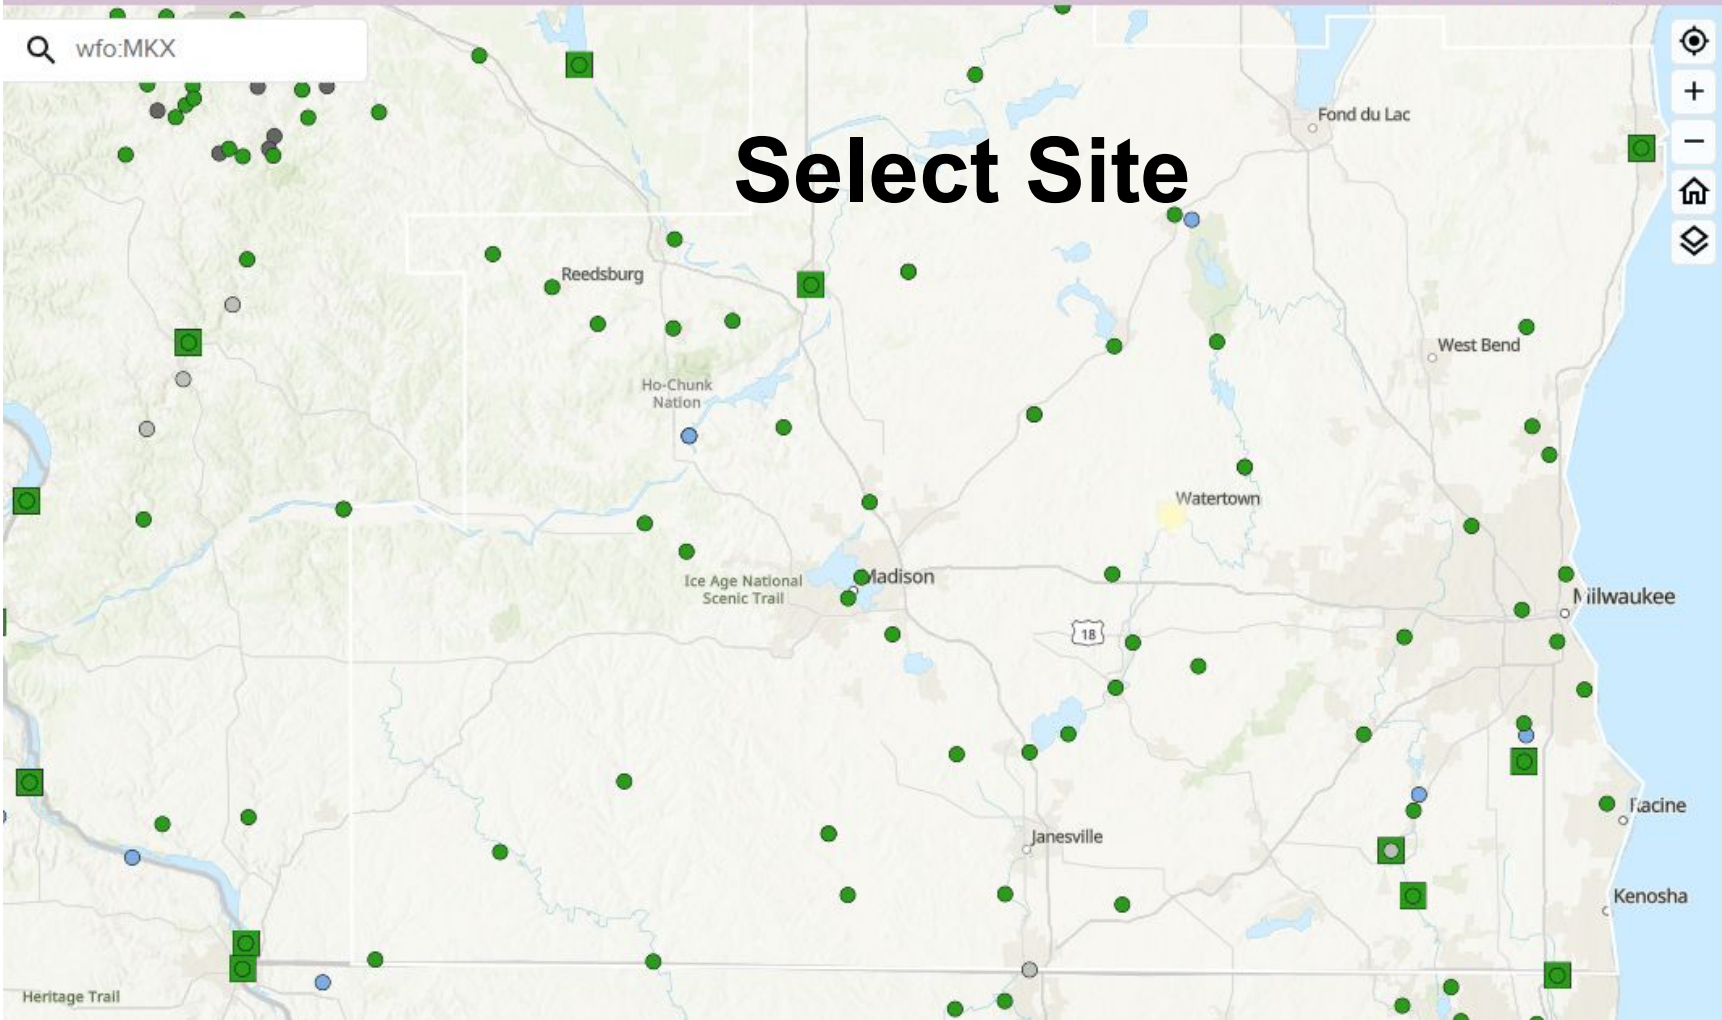 wfo:MKX
Fond du Lac
Select Site
Reedsburg
West Bend
Ho-Chunk
Nation
Watertown
Ice Age National
Scenic Trail
Madison
Milwaukee
18
Racine
Janesville
Kenosha
Heritage Trail